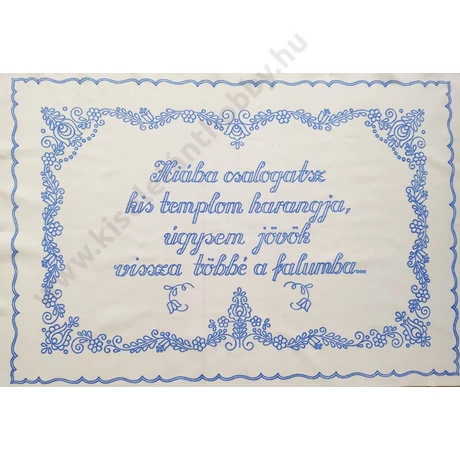 Hiába csalogatsz
kis templom harangja,
úgysem jövök
vissza többé a falumba...